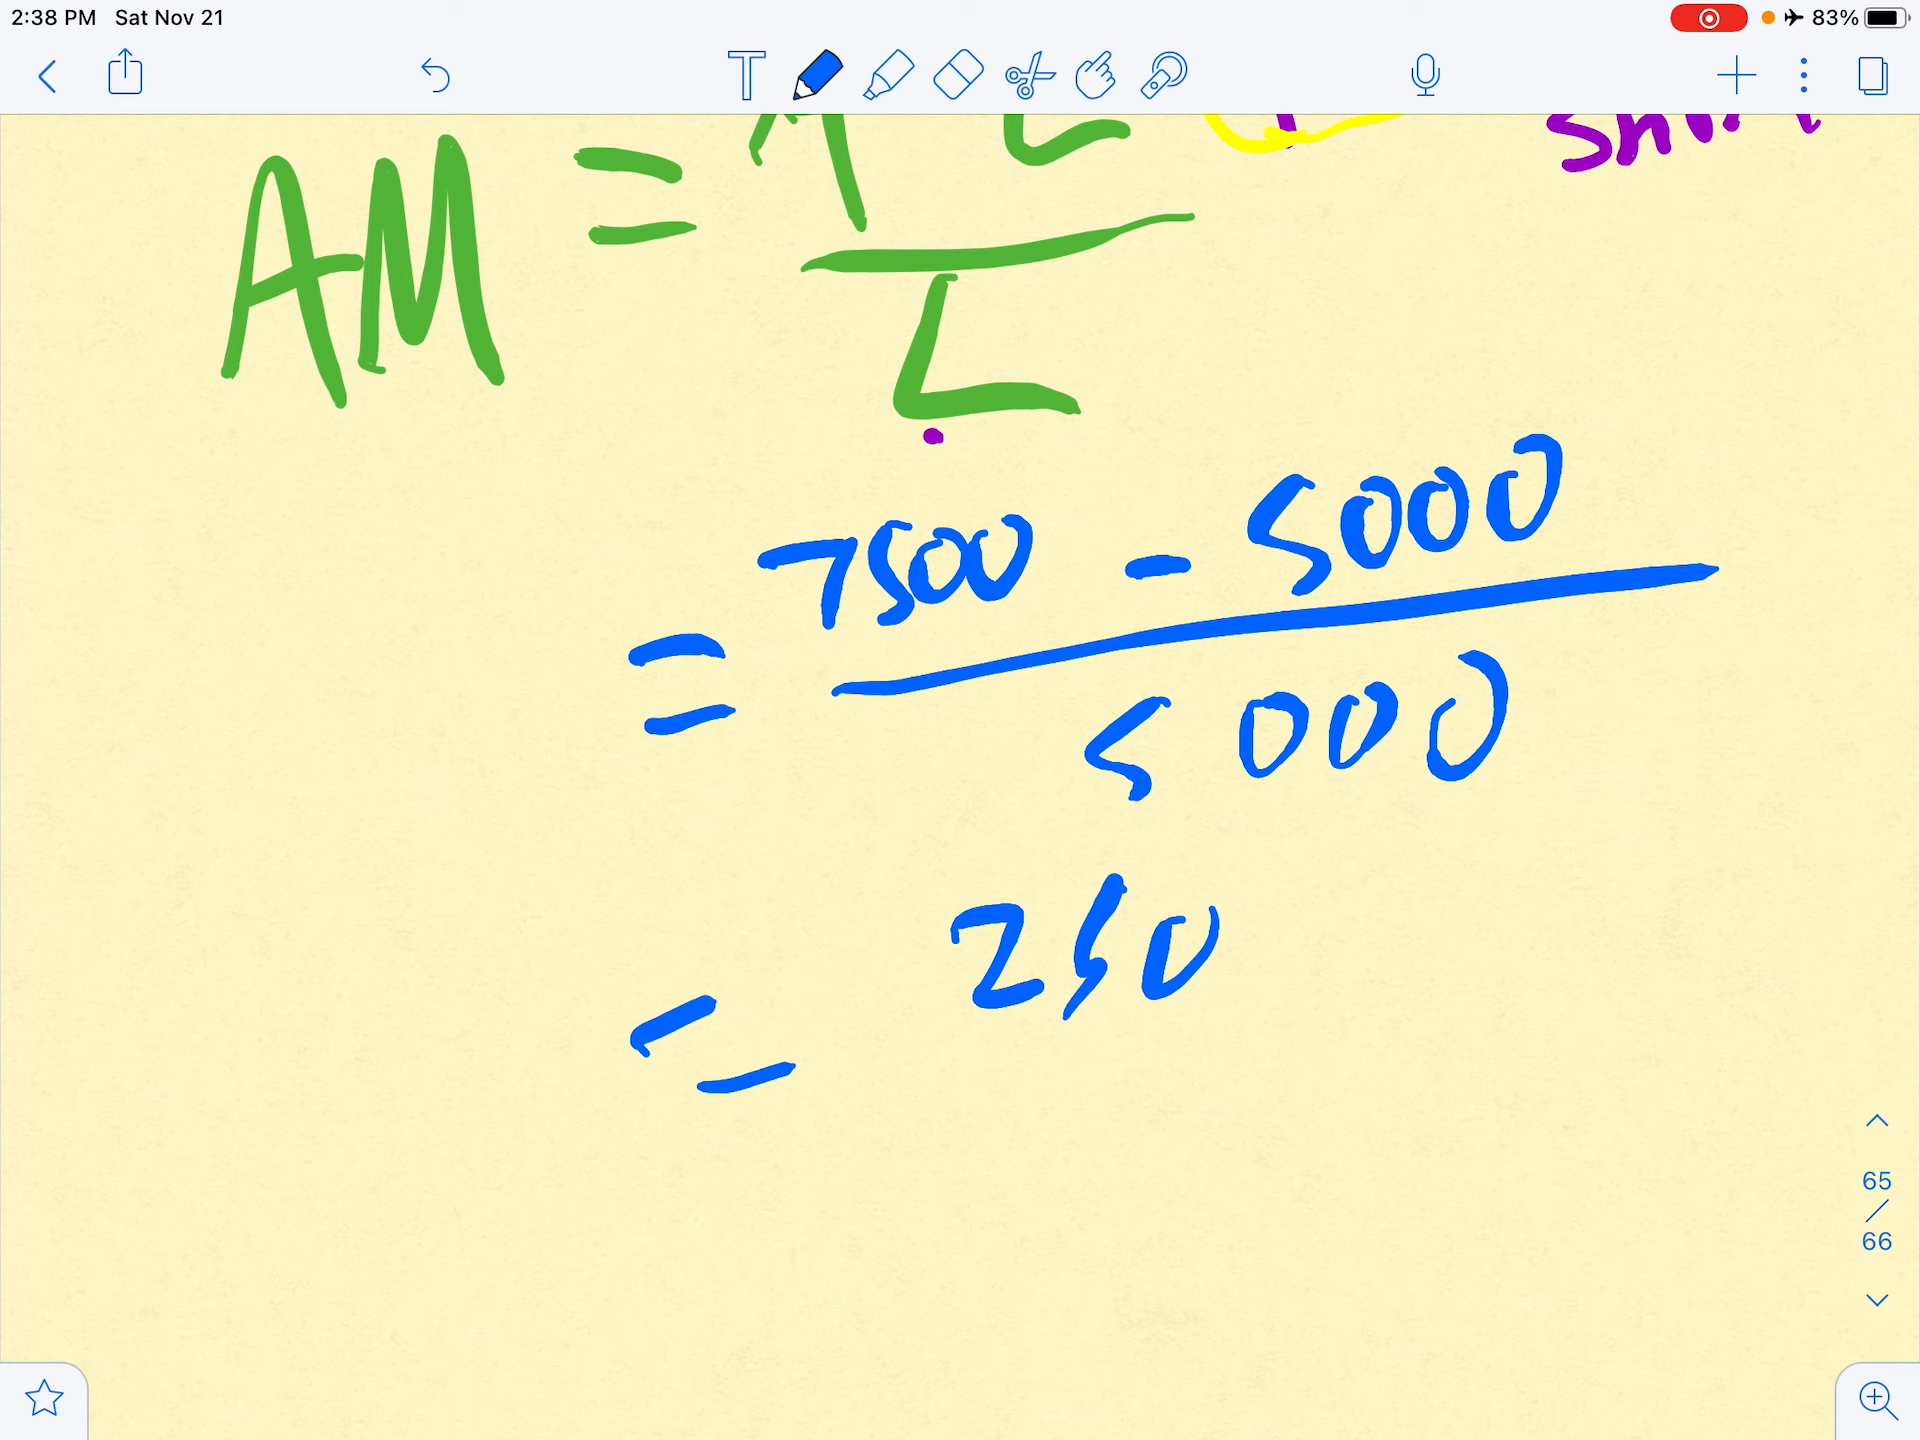 2:38 PM Sat Nov 21
83%
T
AM =
L
= 7500 - 5000
5000
= 250
65
/
66